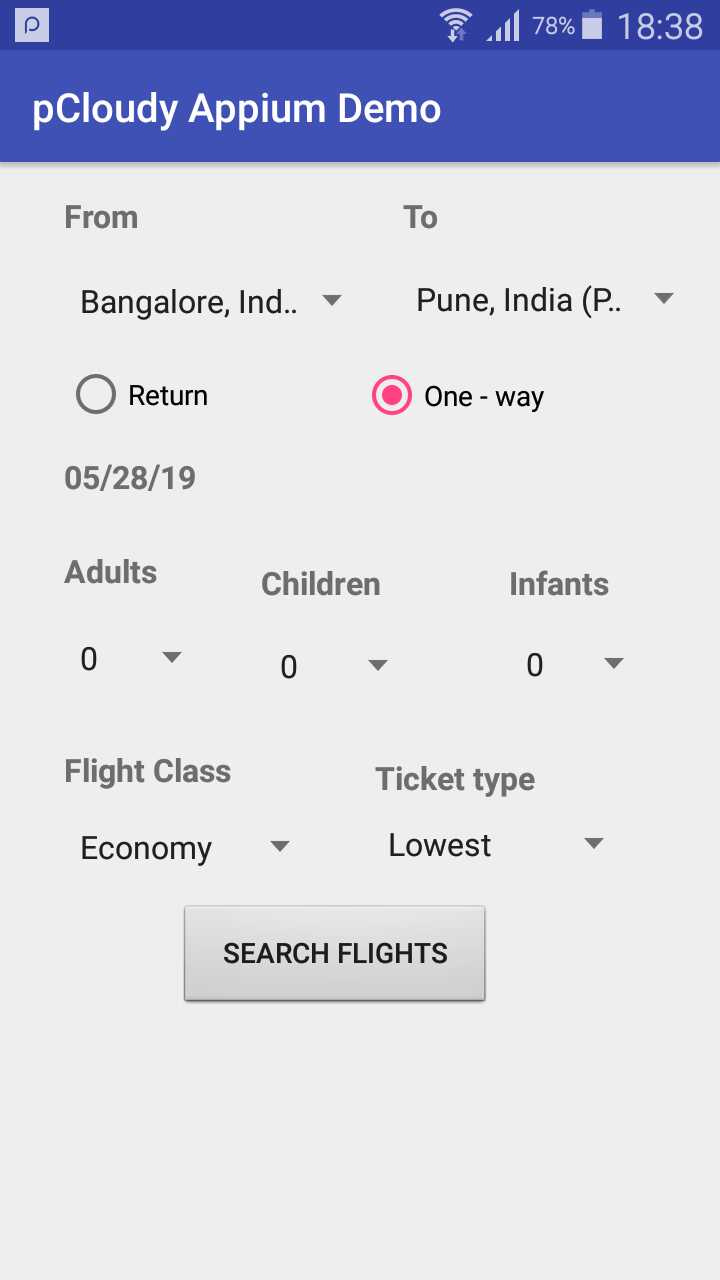 78% 18:38
pCloudy Appium Demo
From To
Bangalore, Ind.. Pune, India (P..
Return One - way
05/28/19
Adults Children Infants
0 0 0
Flight Class Ticket type
Economy Lowest
SEARCH FLIGHTS